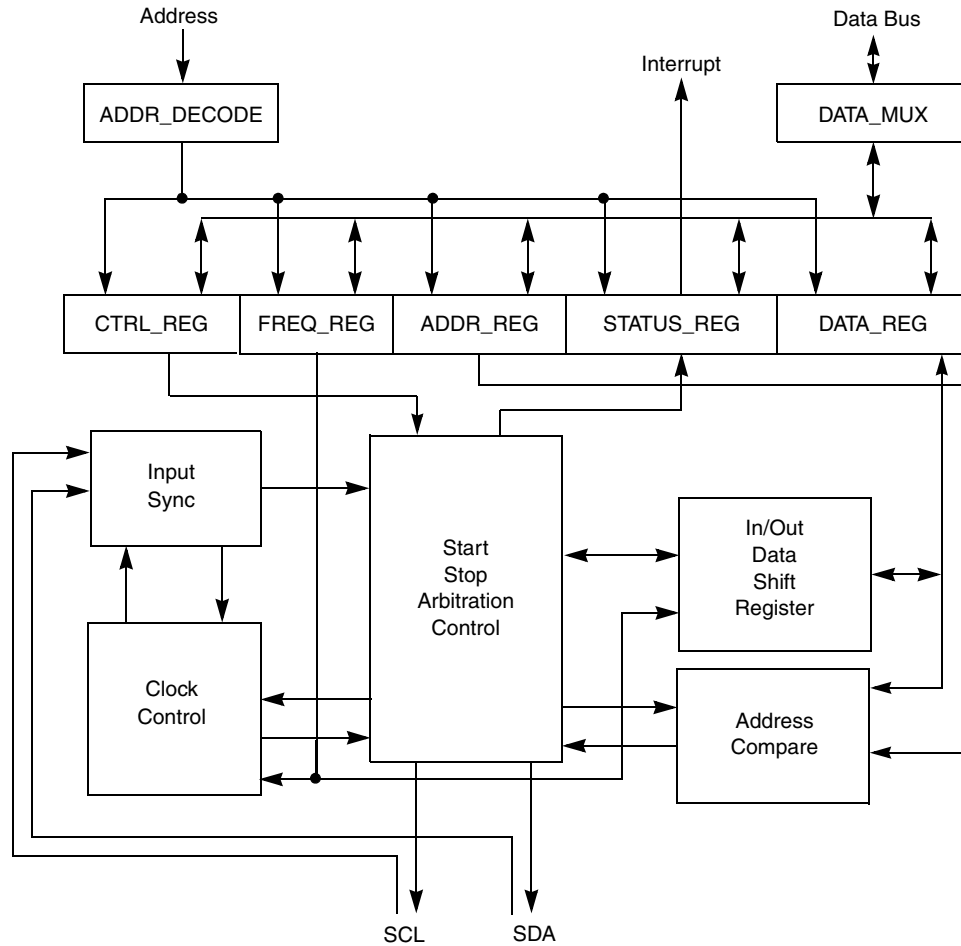 Address
Data Bus
Interrupt
ADDR_DECODE
DATA_MUX
CTRL_REG
FREQ_REG
ADDR_REG
STATUS_REG
DATA_REG
Input
Sync
Start
Stop
Arbitration
Control
In/Out
Data
Shift
Register
Clock
Control
Address
Compare
SCL
SDA